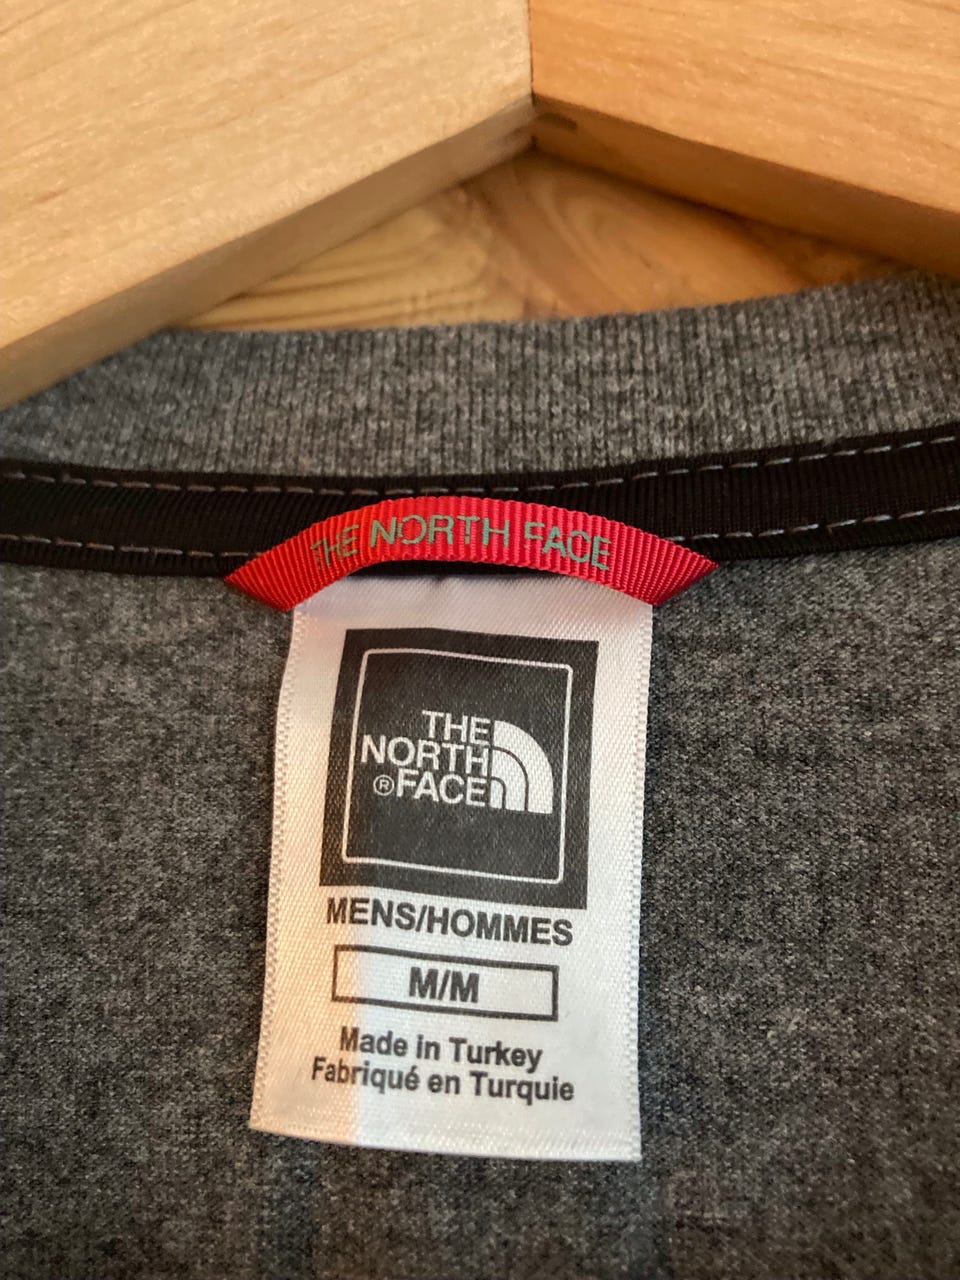 THE NORTH FACE
THE
NORTH
®FACE
MENS/HOMMES
M/M
Made in Turkey
Fabriqué en Turquie